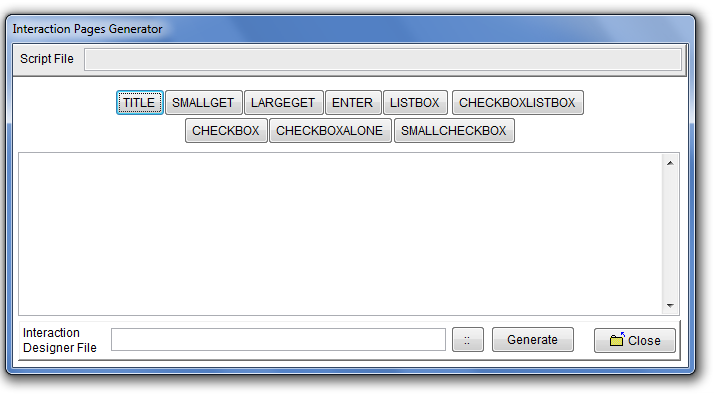 Interaction Pages Generator
Script File
TITLE SMALLGET LARGEGET ENTER LISTBOX CHECKBOXLISTBOX
CHECKBOX CHECKBOXALONE SMALLCHECKBOX
Interaction
Designer File :: Generate Close